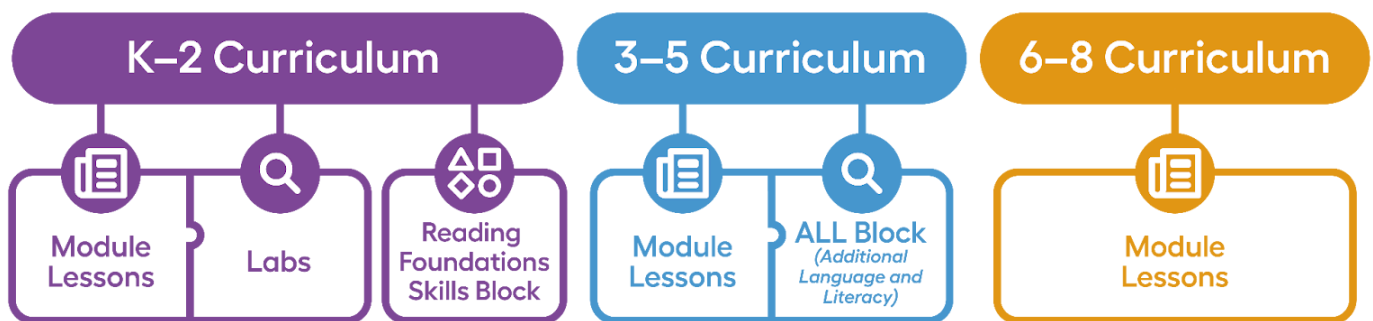 K–2 Curriculum
Module
Lessons
Labs
Reading
Foundations
Skills Block
3–5 Curriculum
Module
Lessons
ALL Block
(Additional
Language and
Literacy)
6–8 Curriculum
Module
Lessons